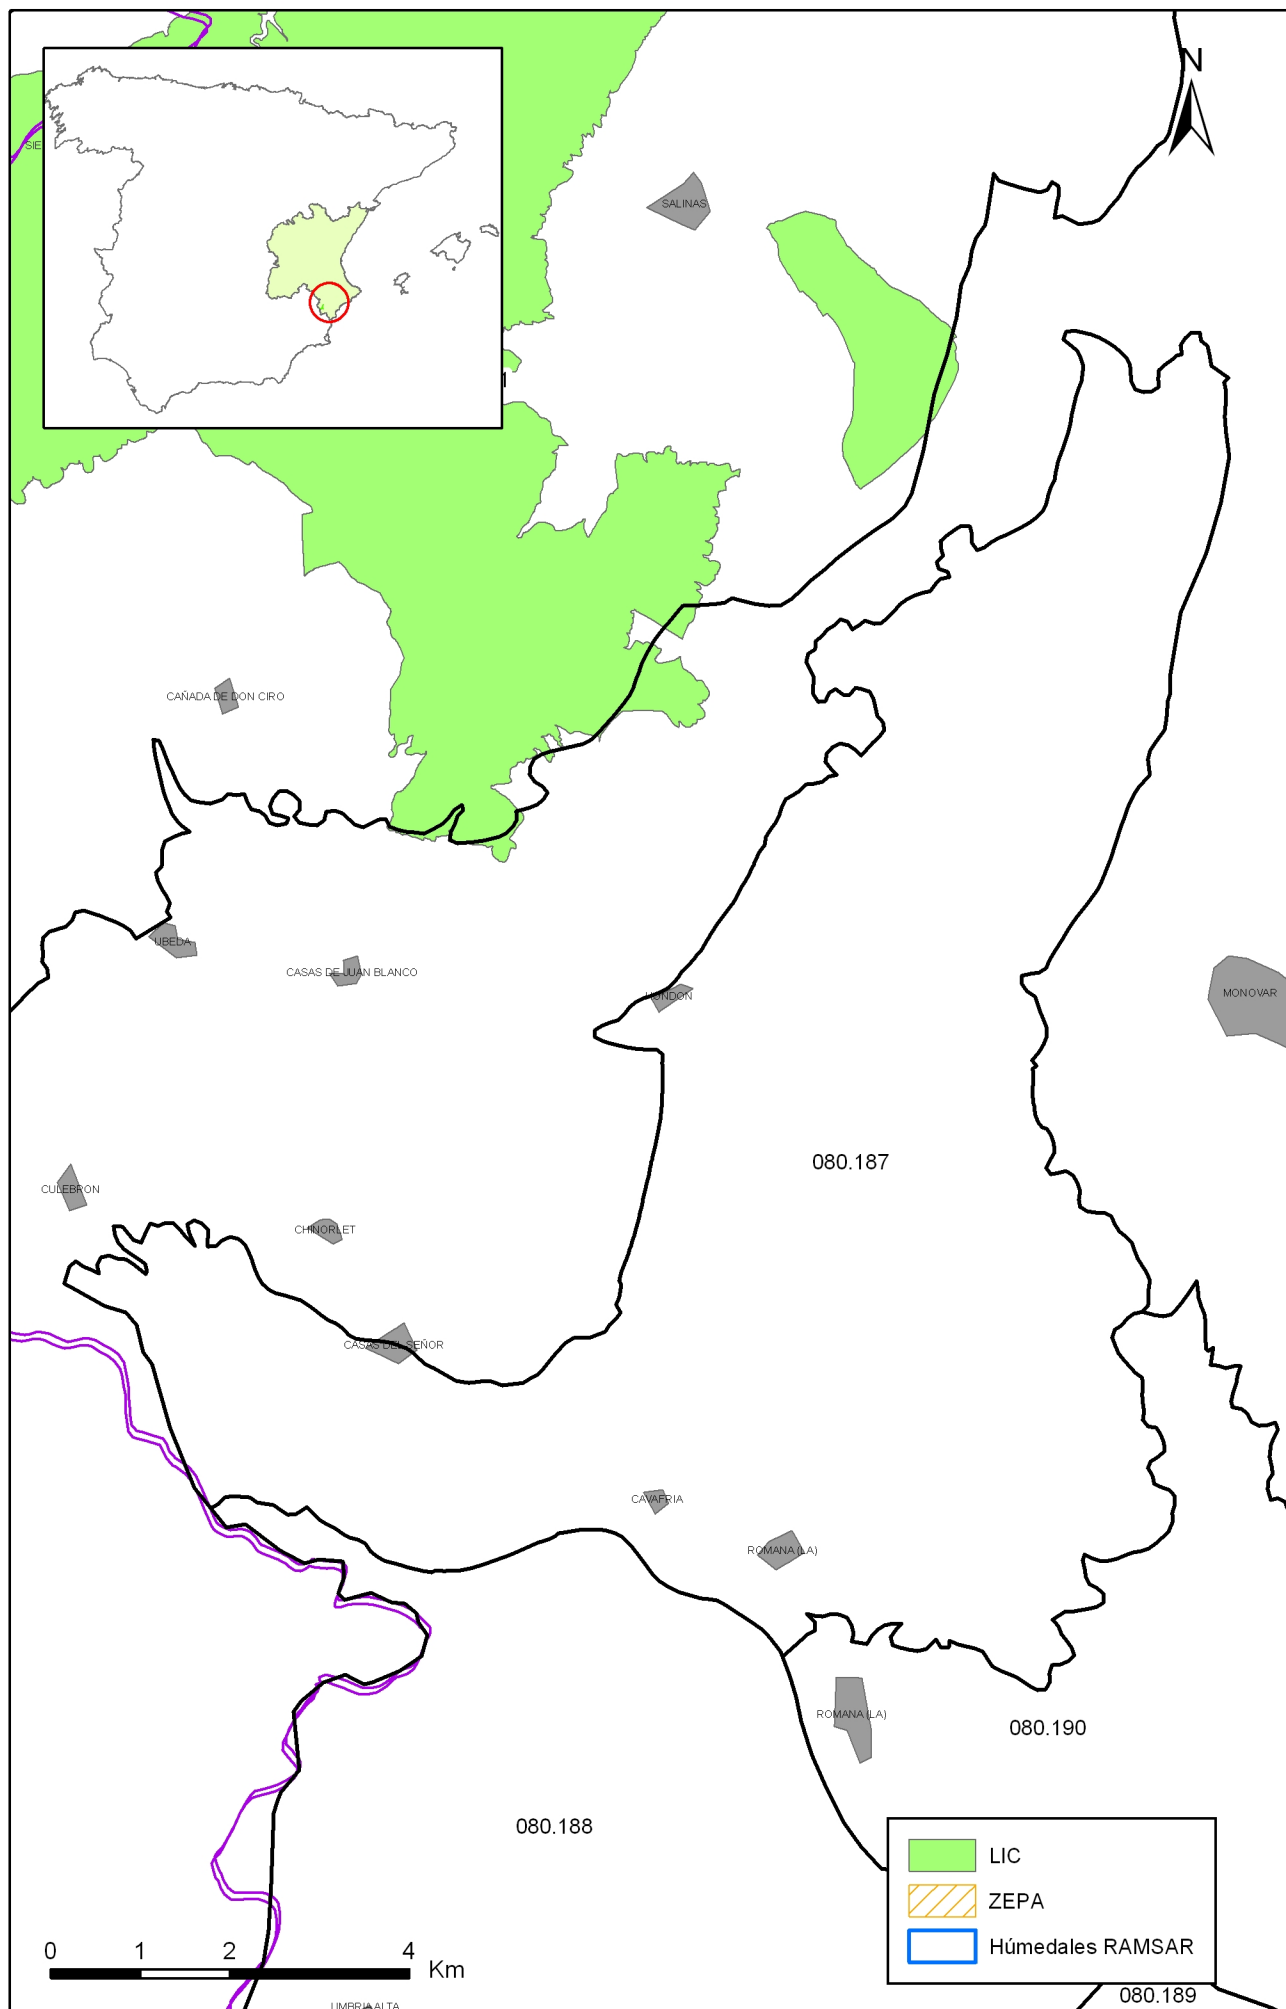 N
SIE
SALINAS
1
CAÑADA DE DON CIRO
UBEDA
CASAS DE JUAN BLANCO
HONDON
MONOVAR
080.187
CULEBRON
CHINORLET
CASAS DEL SEÑOR
CAVAFRIA
ROMANA (LA)
ROMANA (LA)
080.190
080.188
LIC
ZEPA
Húmedales RAMSAR
0 1 2 4 Km
080.189
UMBRIA ALTA